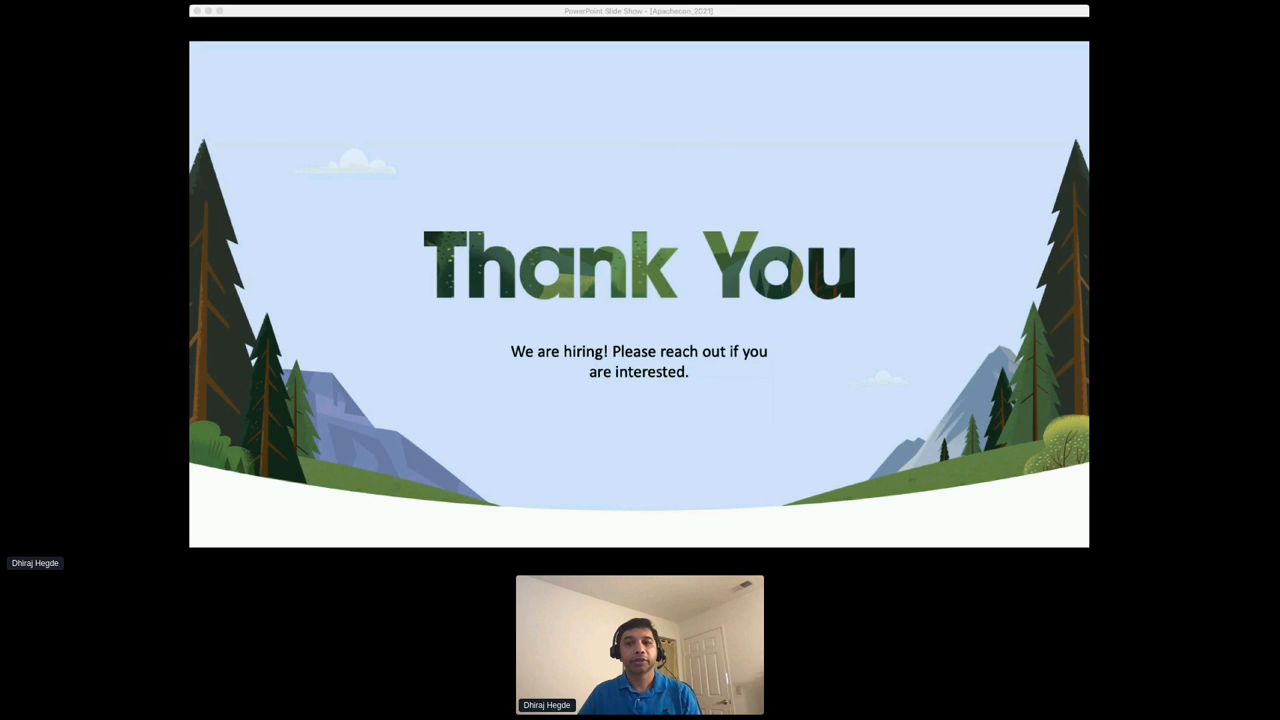 PowerPoint Slide Show - [Apachecon_2021]
Thank You
We are hiring! Please reach out if you
are interested.
Dhiraj Hegde
Dhiraj Hegde